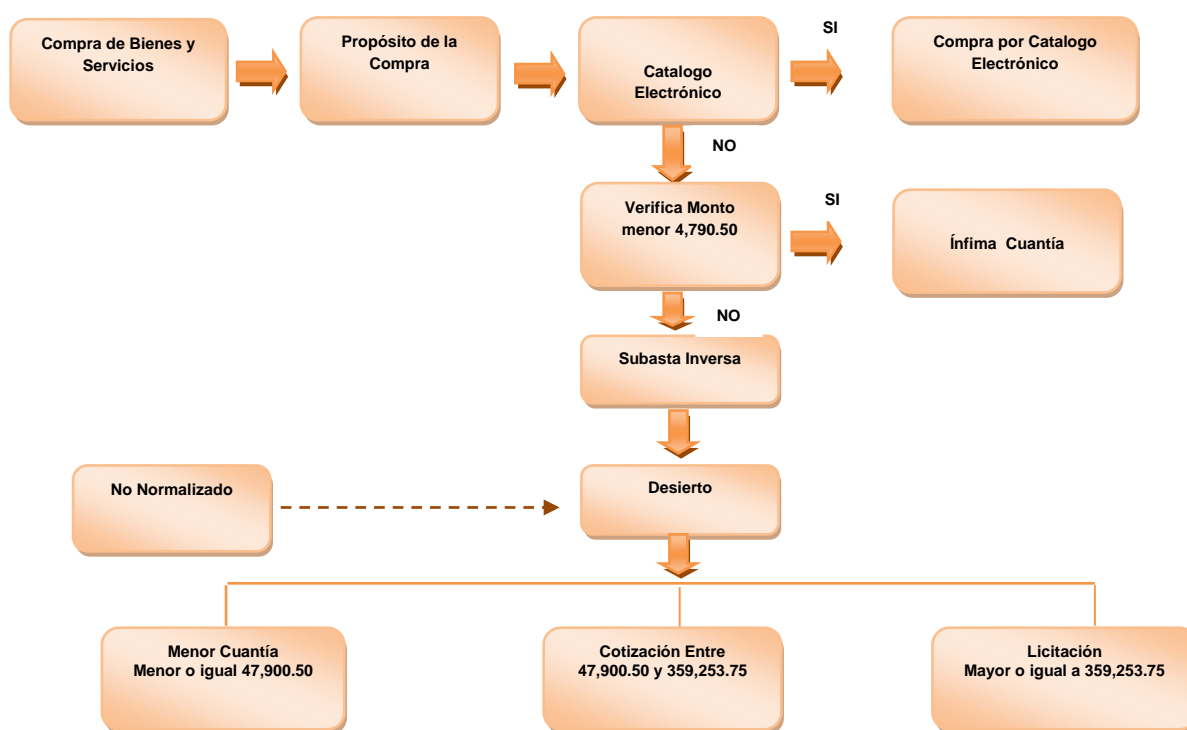 Compra de Bienes y
Servicios
Propósito de la
Compra
Catalogo
Electrónico
SI
Compra por Catalogo
Electrónico
NO
Verifica Monto
menor 4,790.50
SI
Ínfima Cuantía
NO
Subasta Inversa
No Normalizado
Desierto
Menor Cuantía
Menor o igual 47,900.50
Cotización Entre
47,900.50 y 359,253.75
Licitación
Mayor o igual a 359,253.75